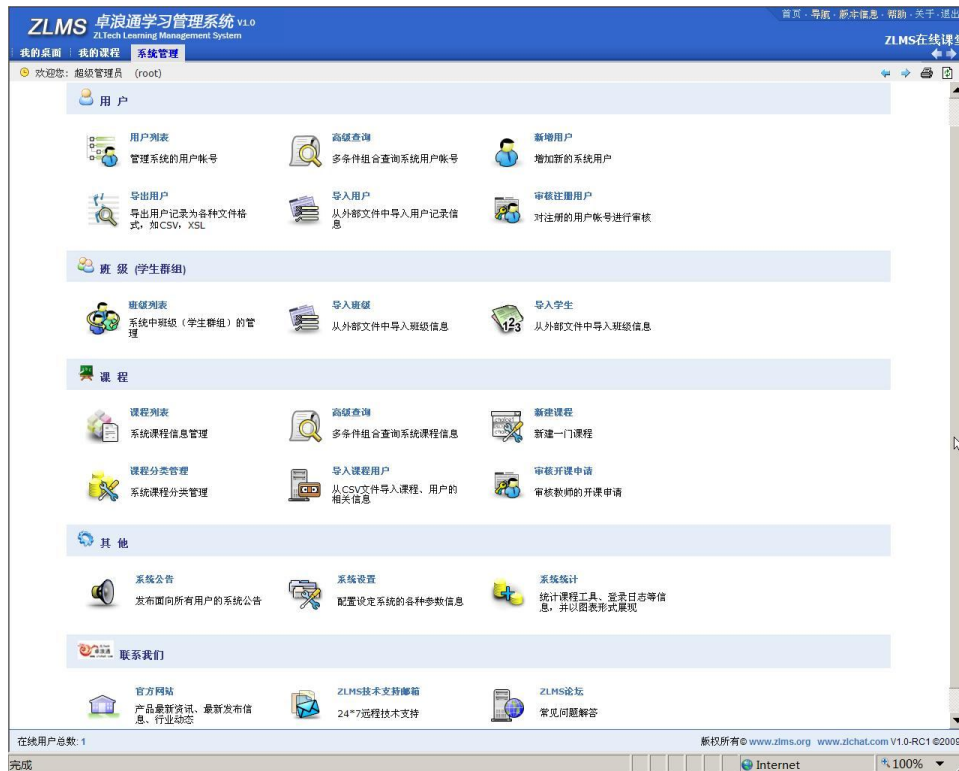 首页 · 导航 · 版本信息 · 帮助 · 关于 · 退出
ZLMS 卓浪通学习管理系统 V1.0
ZLTech Learning Management System
ZLMS在线课堂
我的桌面 我的课程 系统管理
欢迎您: 超级管理员 (root)
用 户
用户列表
管理系统的用户帐号
高级查询
多条件组合查询系统用户帐号
新增用户
增加新的系统用户
导出用户
导出用户记录为各种文件格
式, 如CSV, XSL
导入用户
从外部文件中导入用户记录信
息
审核注册用户
对注册的用户帐号进行审核
班 级 (学生群组)
班级列表
系统中班级（学生群组）的管
理
导入班级
从外部文件中导入班级信息
导入学生
从外部文件中导入班级信息
课 程
课程列表
系统课程信息管理
高级查询
多条件组合查询系统课程信息
新建课程
新建一门课程
课程分类管理
系统课程分类管理
导入课程用户
从CSV文件导入课程、用户的
相关信息
审核开课申请
审核教师的开课申请
其 他
系统公告
发布面向所有用户的系统公告
系统设置
配置设定系统的各种参数信息
系统统计
统计课程工具、登录日志等信
息, 并以图表形式展现
联系我们
官方网站
产品最新资讯、最新发布信
息、行业动态
ZLMS技术支持邮箱
24*7远程技术支持
ZLMS论坛
常见问题解答
在线用户总数: 1
版权所有© www.zlms.org www.zlchat.com V1.0-RC1 ©2009
完成
Internet
100%